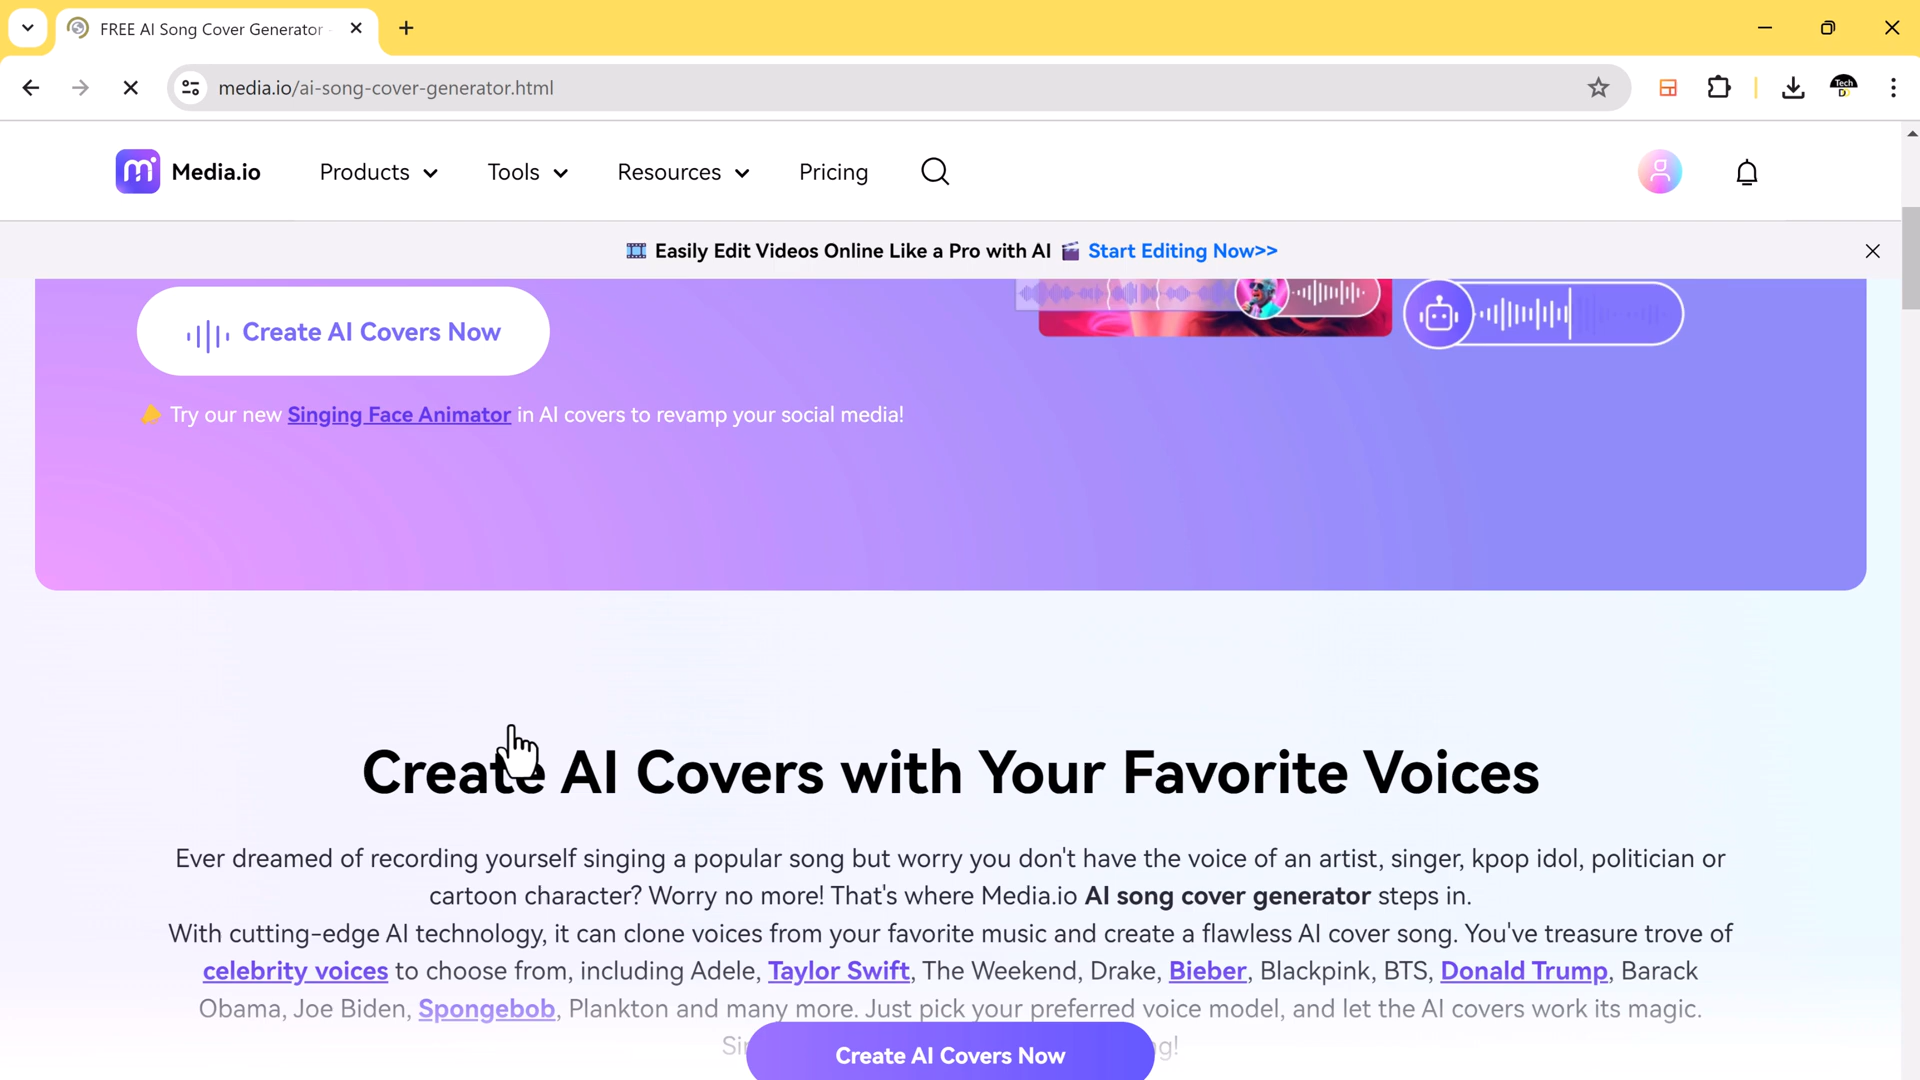 FREE AI Song Cover Generator
media.io/ai-song-cover-generator.html
Tech
D
Media.io
Products
Tools
Resources
Pricing
Easily Edit Videos Online Like a Pro with AI Start Editing Now>>
Create AI Covers Now
Try our new Singing Face Animator in AI covers to revamp your social media!
Create AI Covers with Your Favorite Voices
Ever dreamed of recording yourself singing a popular song but worry you don't have the voice of an artist, singer, kpop idol, politician or
cartoon character? Worry no more! That's where Media.io AI song cover generator steps in.
With cutting-edge AI technology, it can clone voices from your favorite music and create a flawless AI cover song. You've treasure trove of
celebrity voices to choose from, including Adele, Taylor Swift, The Weekend, Drake, Bieber, Blackpink, BTS, Donald Trump, Barack
Obama, Joe Biden, Spongebob, Plankton and many more. Just pick your preferred voice model, and let the AI covers work its magic.
Create AI Covers Now